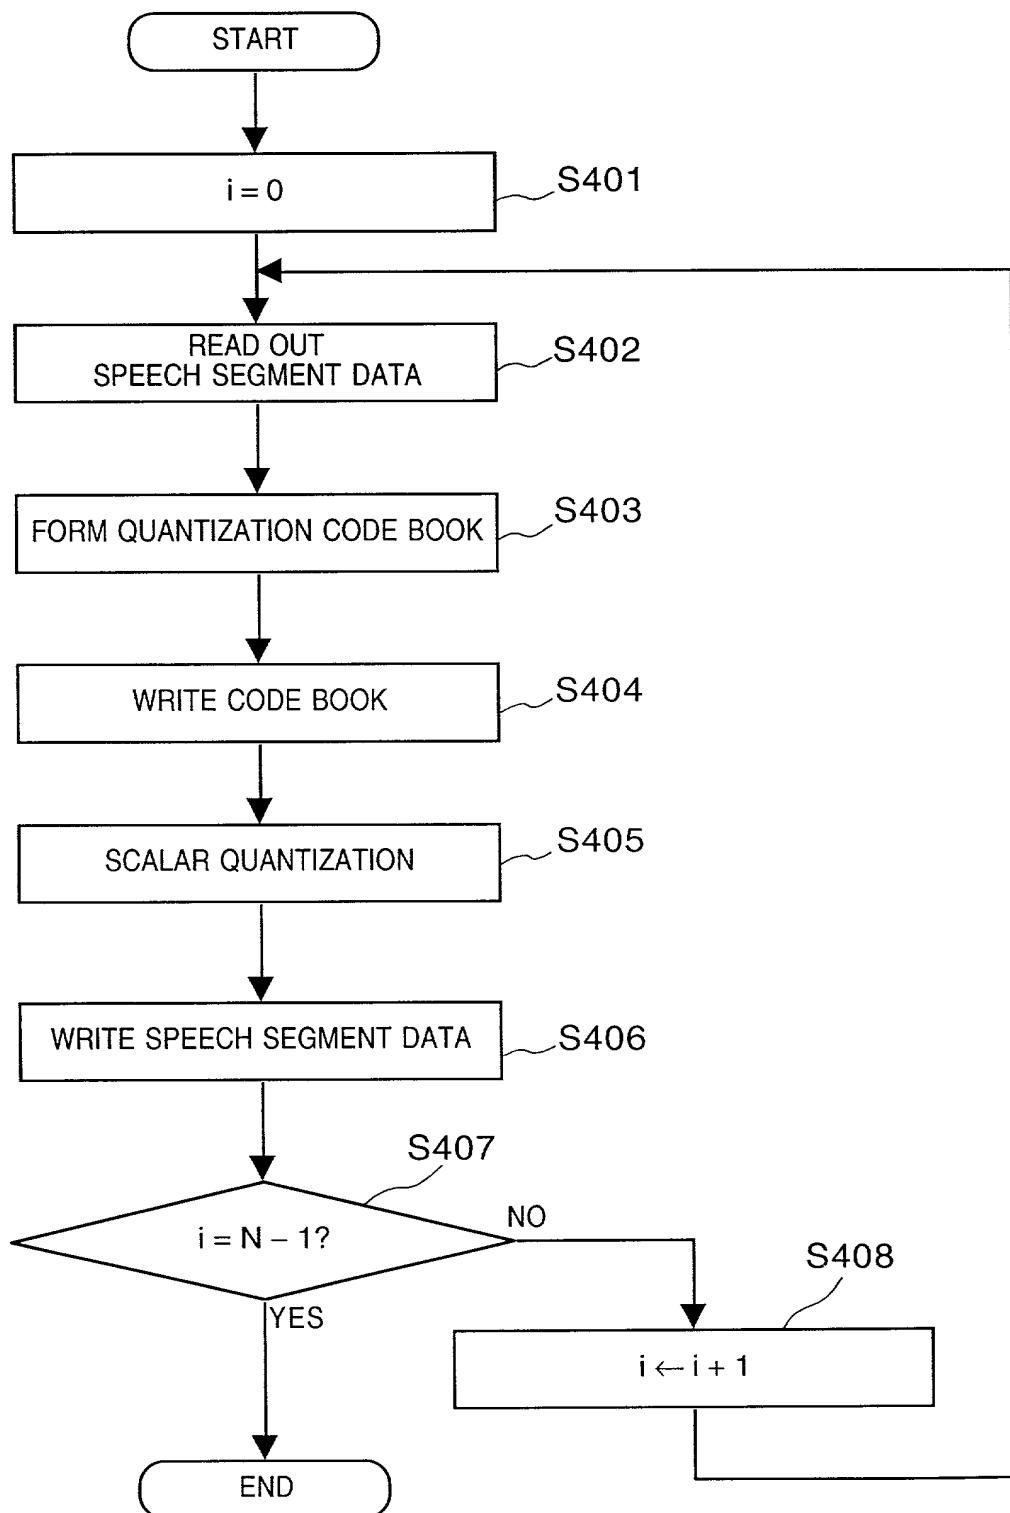 START
i = 0
S401
READ OUT
SPEECH SEGMENT DATA
S402
FORM QUANTIZATION CODE BOOK
S403
WRITE CODE BOOK
S404
SCALAR QUANTIZATION
S405
WRITE SPEECH SEGMENT DATA
S406
S407
i = N – 1?
NO
YES
S408
i ← i + 1
END